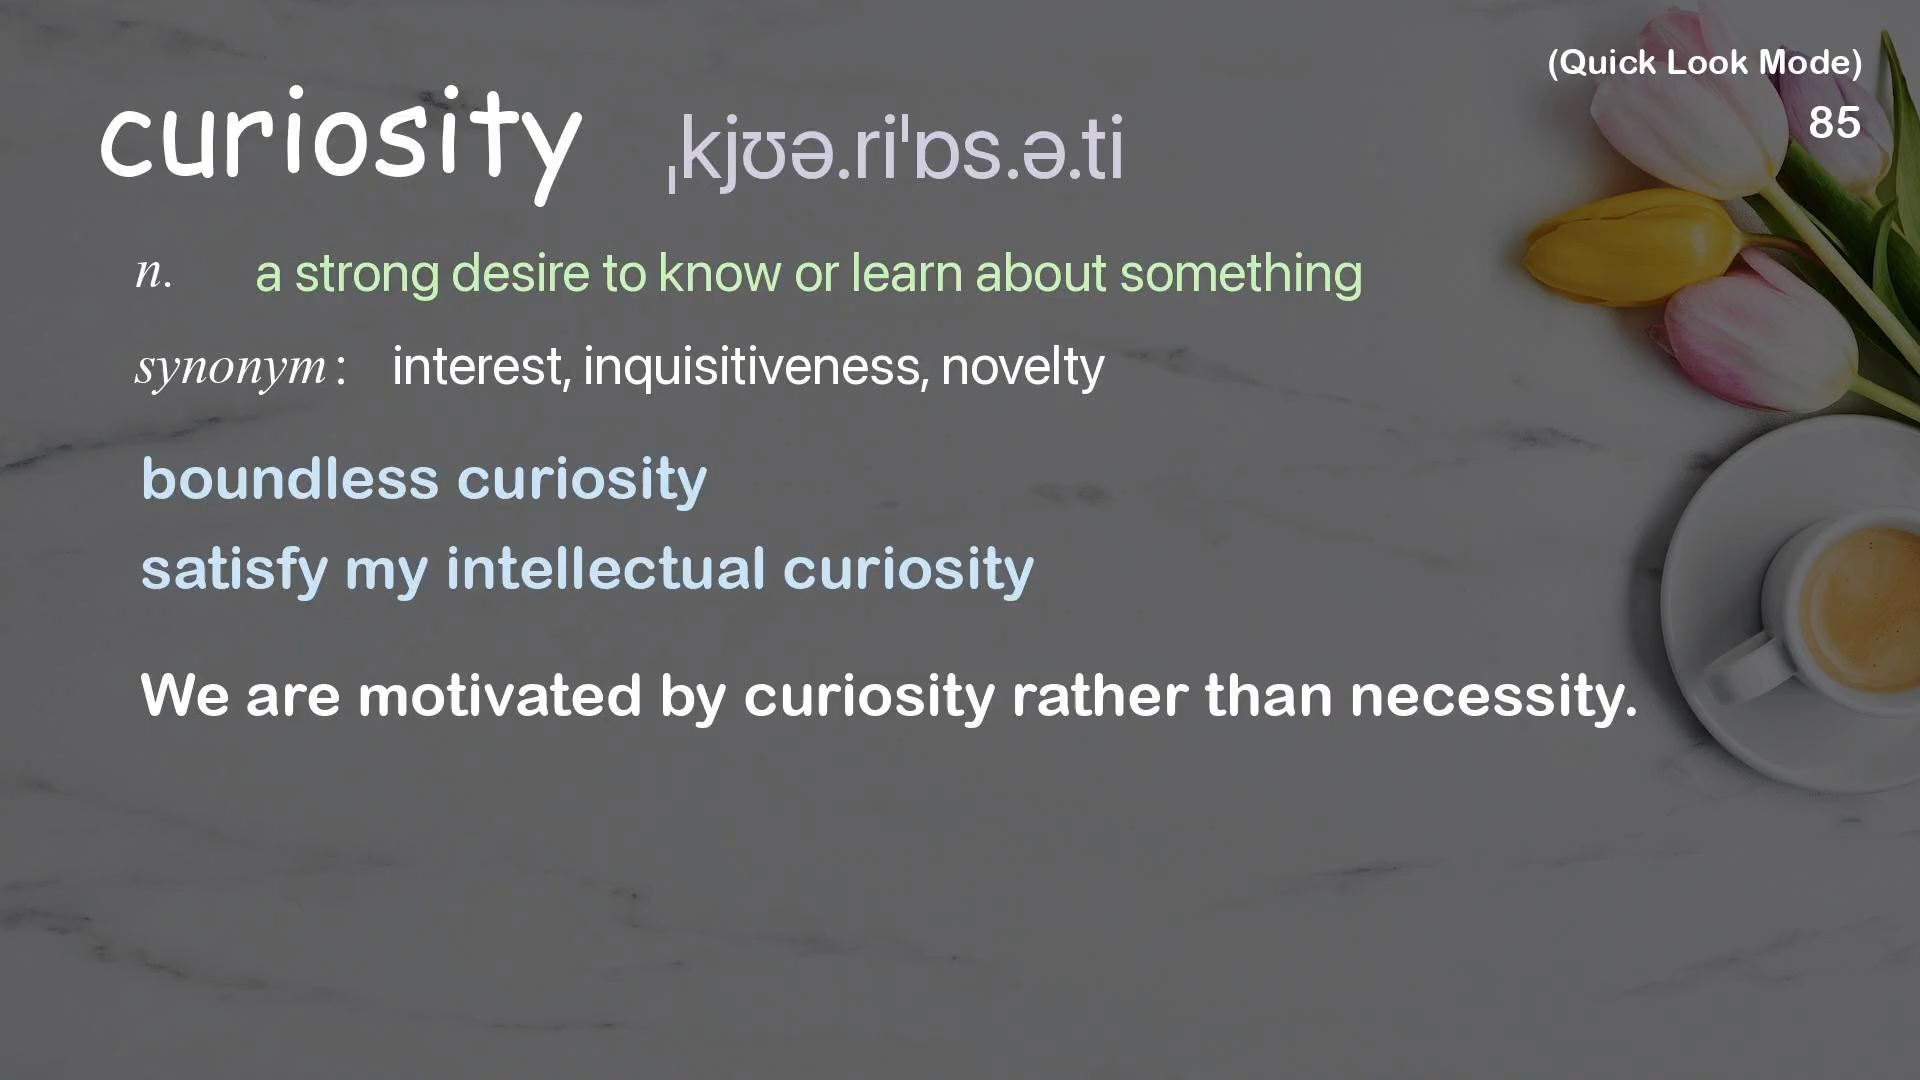 (Quick Look Mode)
85
curiosity ˌkjʊə.riˈɒs.ə.ti
n. a strong desire to know or learn about something
synonym: interest, inquisitiveness, novelty
boundless curiosity
satisfy my intellectual curiosity
We are motivated by curiosity rather than necessity.